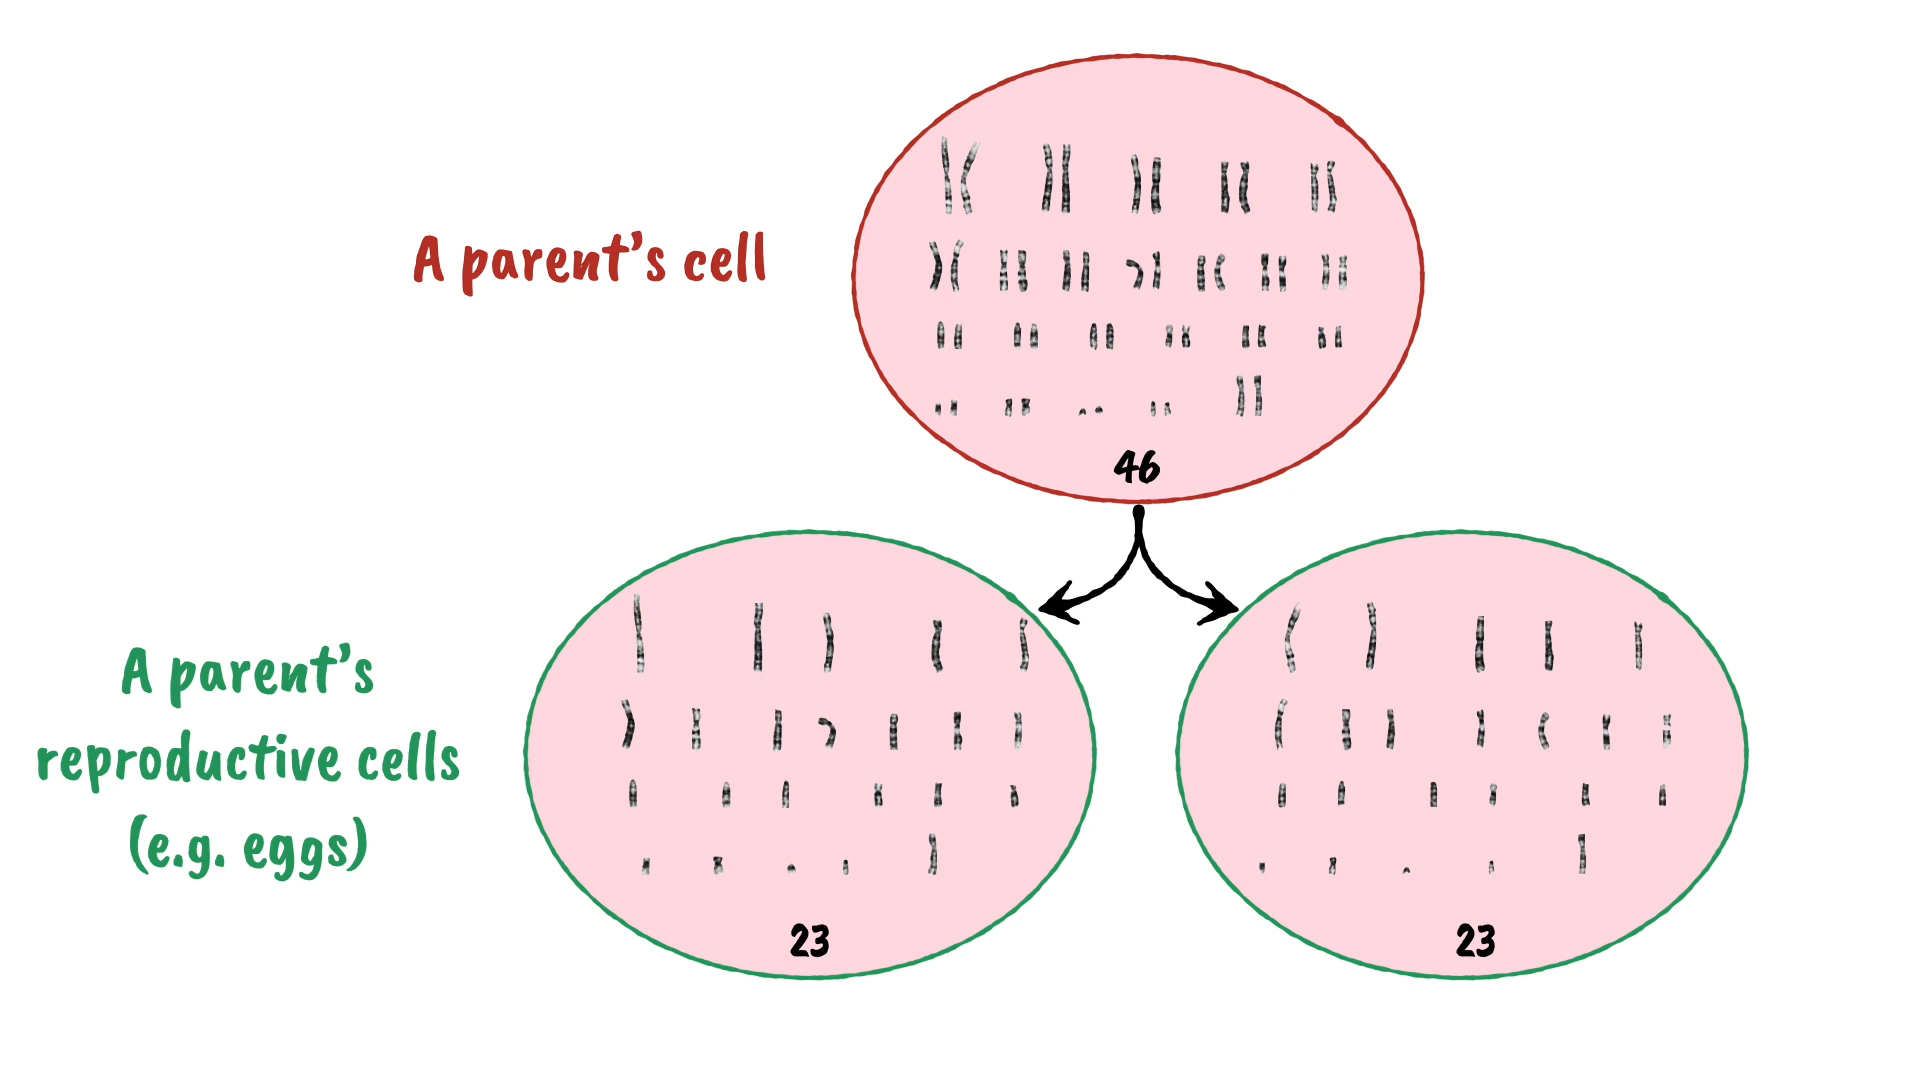 A parent's cell
46
A parent's
reproductive cells
(e.g. eggs)
23
23